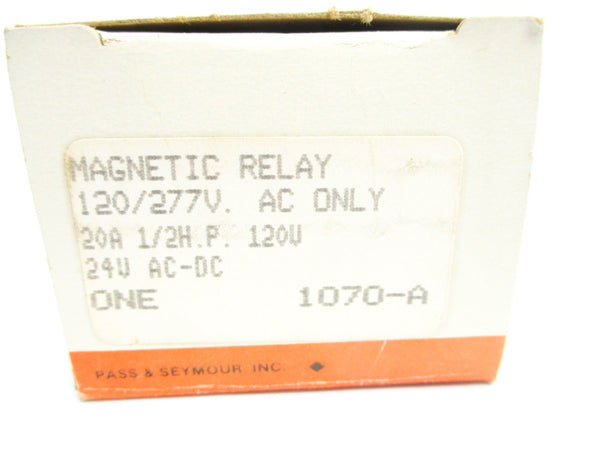 MAGNETIC RELAY
120/277V. AC ONLY
20A 1/2H.P. 120V
24V AC-DC
ONE 1070-A
PASS & SEYMOUR INC.